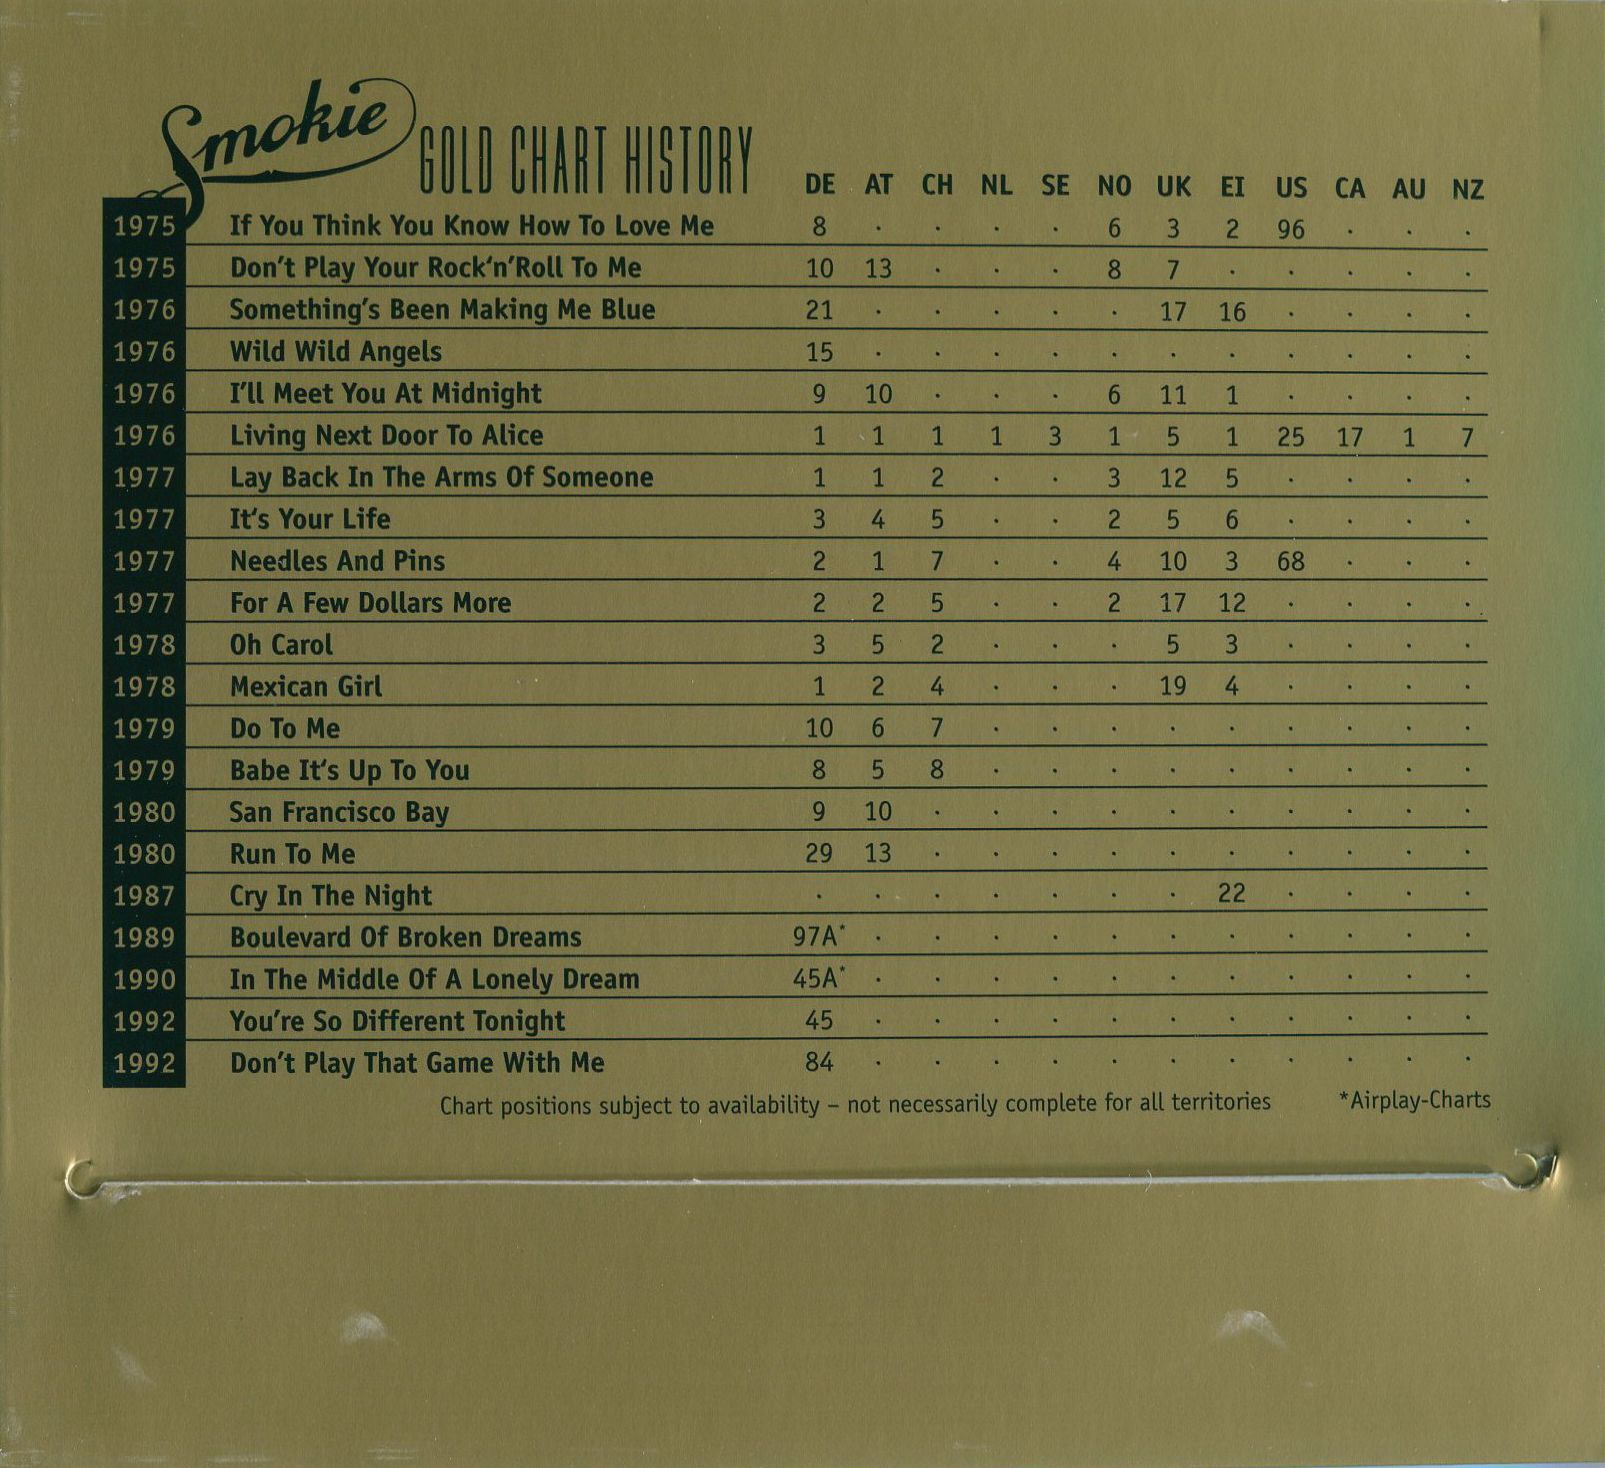 Smokie GOLD CHART HISTORY
DE AT CH NL SE NO UK EI US CA AU NZ
1975 If You Think You Know How To Love Me 8 . . . . 6 3 2 96 . . .
1975 Don't Play Your Rock'n'Roll To Me 10 13 . . . 8 7 . . . . .
1976 Something's Been Making Me Blue 21 . . . . . 17 16 . . . .
1976 Wild Wild Angels 15 . . . . . . . . . . .
1976 I'll Meet You At Midnight 9 10 . . . 6 11 1 . . . .
1976 Living Next Door To Alice 1 1 1 1 3 1 5 1 25 17 1 7
1977 Lay Back In The Arms Of Someone 1 1 2 . . 3 12 5 . . . .
1977 It's Your Life 3 4 5 . . 2 5 6 . . . .
1977 Needles And Pins 2 1 7 . . 4 10 3 68 . . .
1977 For A Few Dollars More 2 2 5 . . 2 17 12 . . . .
1978 Oh Carol 3 5 2 . . . 5 3 . . . .
1978 Mexican Girl 1 2 4 . . . 19 4 . . . .
1979 Do To Me 10 6 7 . . . . . . . . .
1979 Babe It's Up To You 8 5 8 . . . . . . . . .
1980 San Francisco Bay 9 10 . . . . . . . . . .
1980 Run To Me 29 13 . . . . . . . . . .
1987 Cry In The Night . . . . . . . 22 . . . .
1989 Boulevard Of Broken Dreams 97A* . . . . . . . . . . .
1990 In The Middle Of A Lonely Dream 45A* . . . . . . . . . . .
1992 You're So Different Tonight 45 . . . . . . . . . . .
1992 Don't Play That Game With Me 84 . . . . . . . . . . .
Chart positions subject to availability – not necessarily complete for all territories *Airplay-Charts